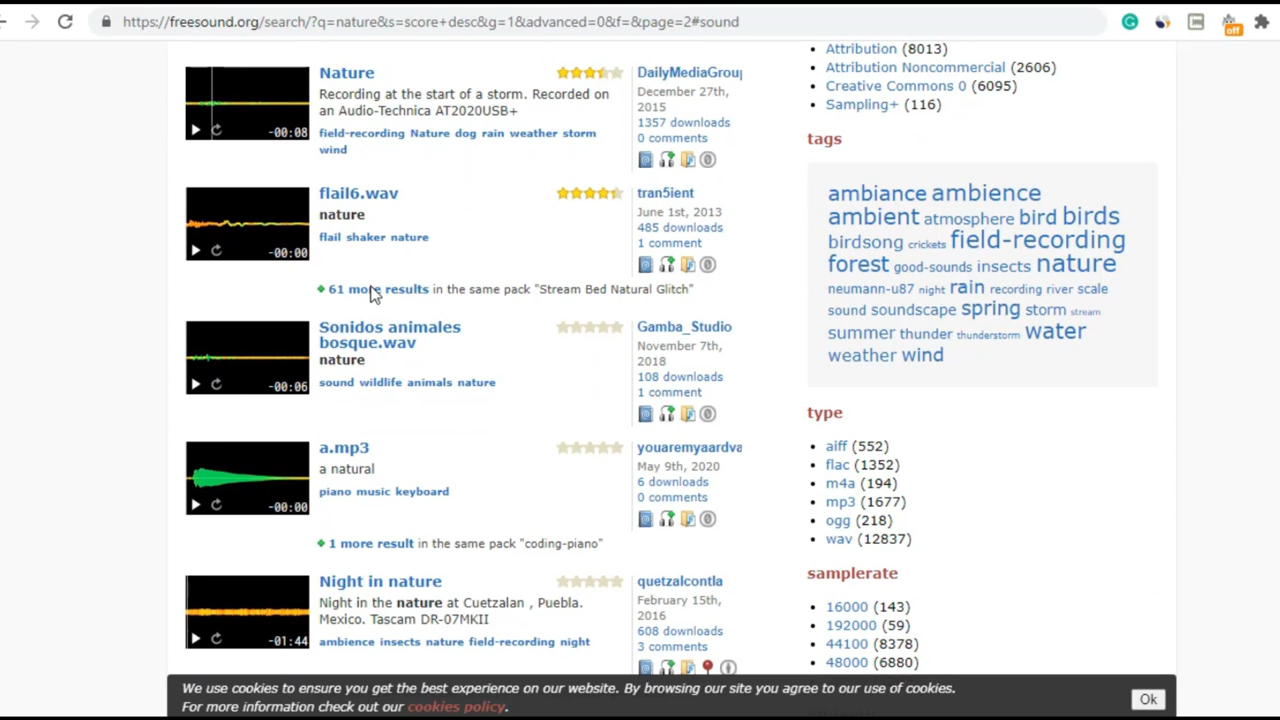 https://freesound.org/search/?q=nature&s=score+desc&g=1&advanced=0&f=&page=2#sound
off
Nature
Recording at the start of a storm. Recorded on
an Audio-Technica AT2020USB+
field-recording Nature dog rain weather storm
wind
-00:08
DailyMediaGroup
December 27th,
2015
1357 downloads
0 comments
flail6.wav
nature
flail shaker nature
-00:00
tran5ient
June 1st, 2013
485 downloads
1 comment
61 more results in the same pack "Stream Bed Natural Glitch"
Sonidos animales
bosque.wav
nature
sound wildlife animals nature
-00:06
Gamba_Studio
November 7th,
2018
108 downloads
1 comment
a.mp3
a natural
piano music keyboard
-00:00
youaremyaardva
May 9th, 2020
6 downloads
0 comments
1 more result in the same pack "coding-piano"
Night in nature
Night in the nature at Cuetzalan , Puebla.
Mexico. Tascam DR-07MKII
ambience insects nature field-recording night
-01:44
quetzalcontla
February 15th,
2016
608 downloads
3 comments
Attribution (8013)
Attribution Noncommercial (2606)
Creative Commons 0 (6095)
Sampling+ (116)
tags
ambiance ambience
ambient atmosphere bird birds
birdsong crickets field-recording
forest good-sounds insects nature
neumann-u87 night rain recording river scale
sound soundscape spring storm stream
summer thunder thunderstorm water
weather wind
type
aiff (552)
flac (1352)
m4a (194)
mp3 (1677)
ogg (218)
wav (12837)
samplerate
16000 (143)
192000 (59)
44100 (8378)
48000 (6880)
We use cookies to ensure you get the best experience on our website. By browsing our site you agree to our use of cookies.
For more information check out our cookies policy.
Ok